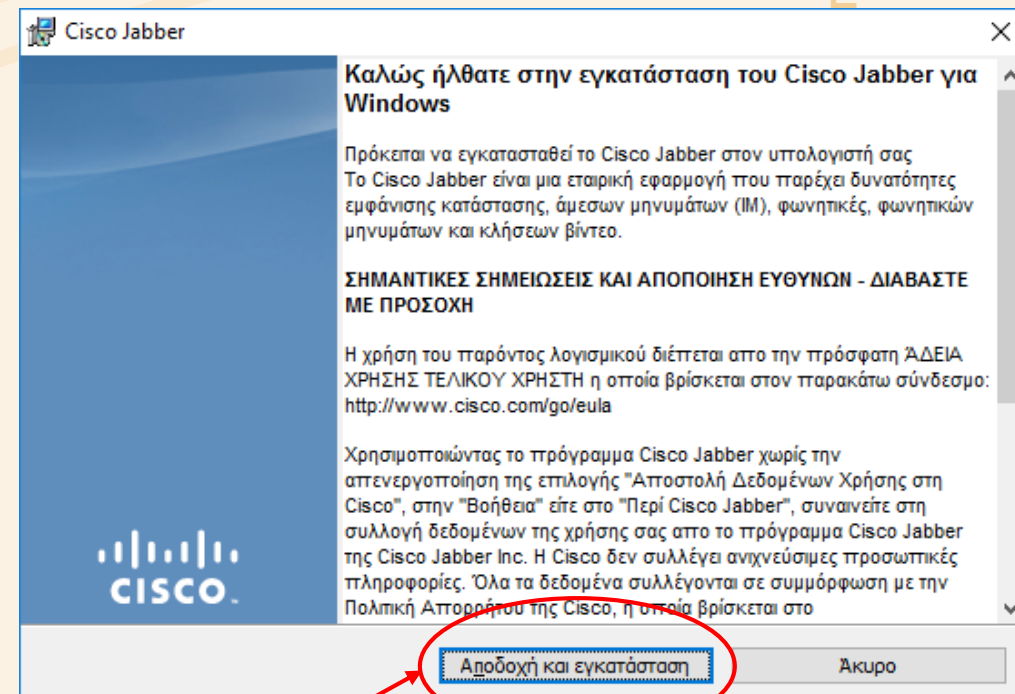 Cisco Jabber
Καλώς ήλθατε στην εγκατάσταση του Cisco Jabber για
Windows
Πρόκειται να εγκατασταθεί το Cisco Jabber στον υπολογιστή σας
Το Cisco Jabber είναι μια εταιρική εφαρμογή που παρέχει δυνατότητες
εμφάνισης κατάστασης, άμεσων μηνυμάτων (IM), φωνητικές, φωνητικών
μηνυμάτων και κλήσεων βίντεο.
ΣΗΜΑΝΤΙΚΕΣ ΣΗΜΕΙΩΣΕΙΣ ΚΑΙ ΑΠΟΠΟΙΗΣΗ ΕΥΘΥΝΩΝ - ΔΙΑΒΑΣΤΕ
ΜΕ ΠΡΟΣΟΧΗ
Η χρήση του παρόντος λογισμικού διέπεται απο την πρόσφατη ΆΔΕΙΑ
ΧΡΗΣΗΣ ΤΕΛΙΚΟΥ ΧΡΗΣΤΗ η οποία βρίσκεται στον παρακάτω σύνδεσμο:
http://www.cisco.com/go/eula
Χρησιμοποιώντας το πρόγραμμα Cisco Jabber χωρίς την
απενεργοποίηση της επιλογής "Αποστολή Δεδομένων Χρήσης στη
Cisco", στην "Βοήθεια" είτε στο "Περί Cisco Jabber", συναινείτε στη
συλλογή δεδομένων της χρήσης σας απο το πρόγραμμα Cisco Jabber
της Cisco Jabber Inc. Η Cisco δεν συλλέγει ανιχνεύσιμες προσωπικές
πληροφορίες. Όλα τα δεδομένα συλλέγονται σε συμμόρφωση με την
Πολιτική Απορρήτου της Cisco, η οποία βρίσκεται στο
CISCO
Αποδοχή και εγκατάσταση
Άκυρο